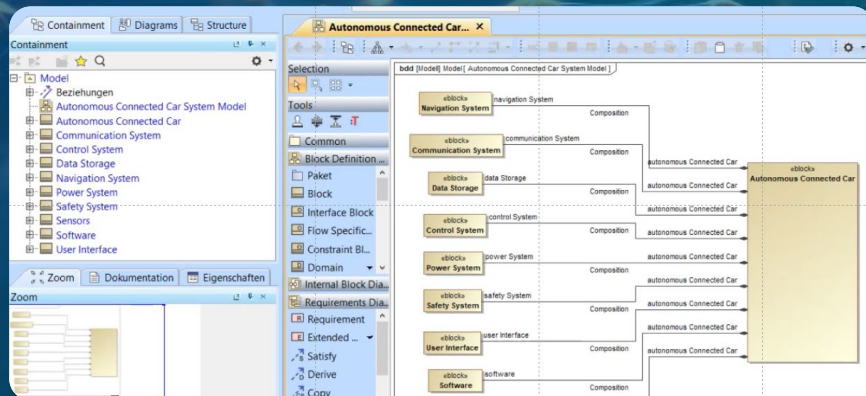 Containment
Diagrams
Structure
Containment
Model
Beziehungen
Autonomous Connected Car System Model
Autonomous Connected Car
Communication System
Control System
Data Storage
Navigation System
Power System
Safety System
Sensors
Software
User Interface
Zoom
Dokumentation
Eigenschaften
Zoom
Autonomous Connected Car...
Selection
Tools
Common
Block Definition ...
Paket
Block
Interface Block
Flow Specific...
Constraint Bl...
Domain
Internal Block Dia...
Requirements Dia...
Requirement
Extended ...
Satisfy
Derive
Copy
bdd [Modell] Model [ Autonomous Connected Car System Model ]
«block»
Navigation System
navigation System
Composition
autonomous Connected Car
«block»
Communication System
communication System
Composition
autonomous Connected Car
«block»
Data Storage
data Storage
Composition
autonomous Connected Car
«block»
Control System
control System
Composition
autonomous Connected Car
«block»
Power System
power System
Composition
autonomous Connected Car
«block»
Safety System
safety System
Composition
autonomous Connected Car
«block»
User Interface
user Interface
Composition
autonomous Connected Car
«block»
Software
software
Composition
autonomous Connected Car
«block»
Autonomous Connected Car